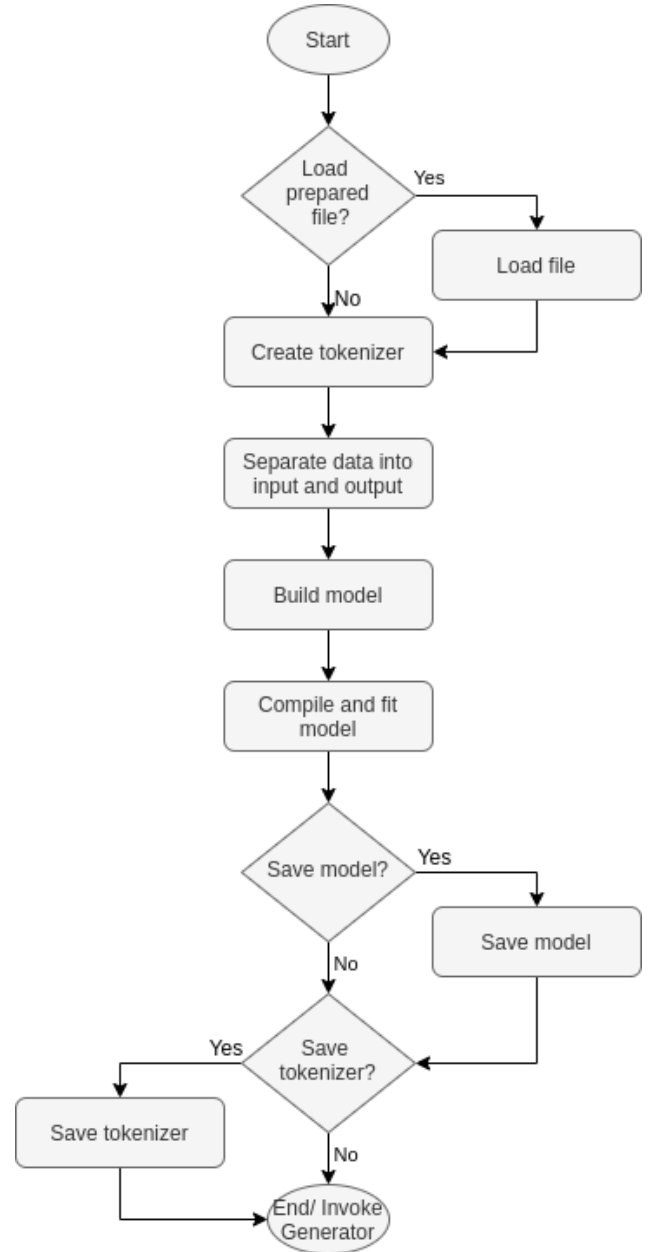 Start
Load
prepared
file?
Yes
Load file
No
Create tokenizer
Separate data into
input and output
Build model
Compile and fit
model
Save model?
Yes
Save model
No
Save
tokenizer?
Yes
Save tokenizer
No
End/ Invoke
Generator